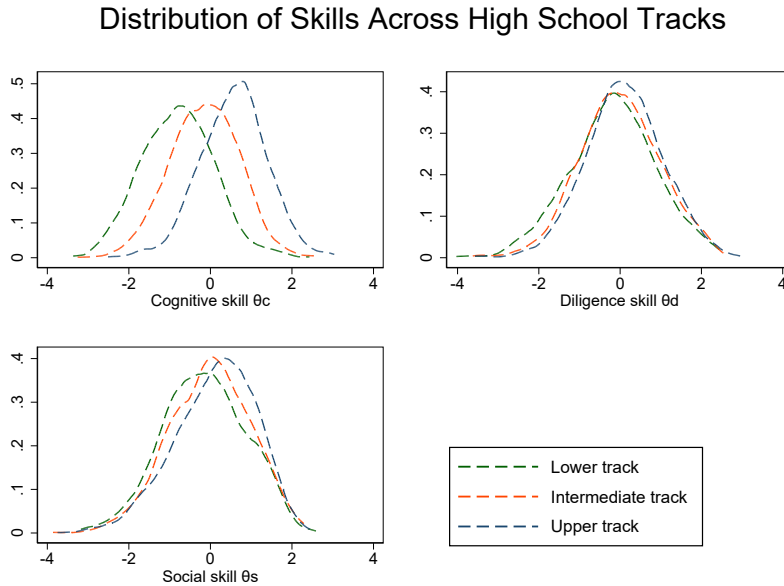 Distribution of Skills Across High School Tracks
.5
.4
.3
.2
.1
0
-4 -2 0 2 4
Cognitive skill θc
.4
.3
.2
.1
0
-4 -2 0 2 4
Diligence skill θd
.4
.3
.2
.1
0
-4 -2 0 2 4
Social skill θs
Lower track
Intermediate track
Upper track